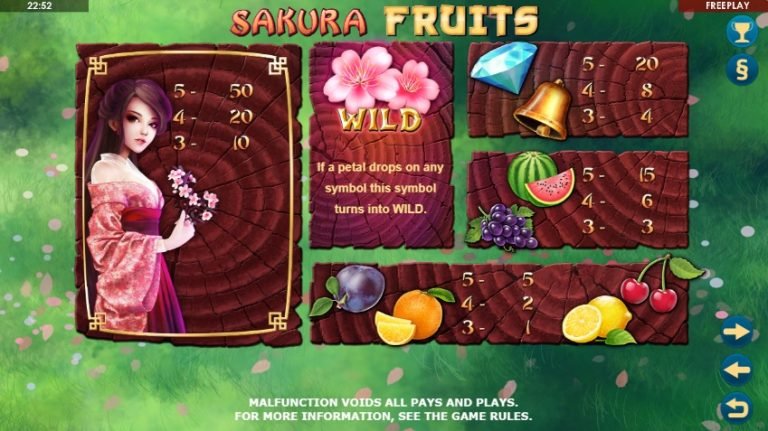 22:52
FREEPLAY
SAKURA FRUITS
5 - 50
4 - 20
3 - 10
WILD
If a petal drops on any
symbol this symbol
turns into WILD.
5 - 20
4 - 8
3 - 4
5 - 15
4 - 6
3 - 3
5 - 5
4 - 2
3 - 1
§
MALFUNCTION VOIDS ALL PAYS AND PLAYS.
FOR MORE INFORMATION, SEE THE GAME RULES.